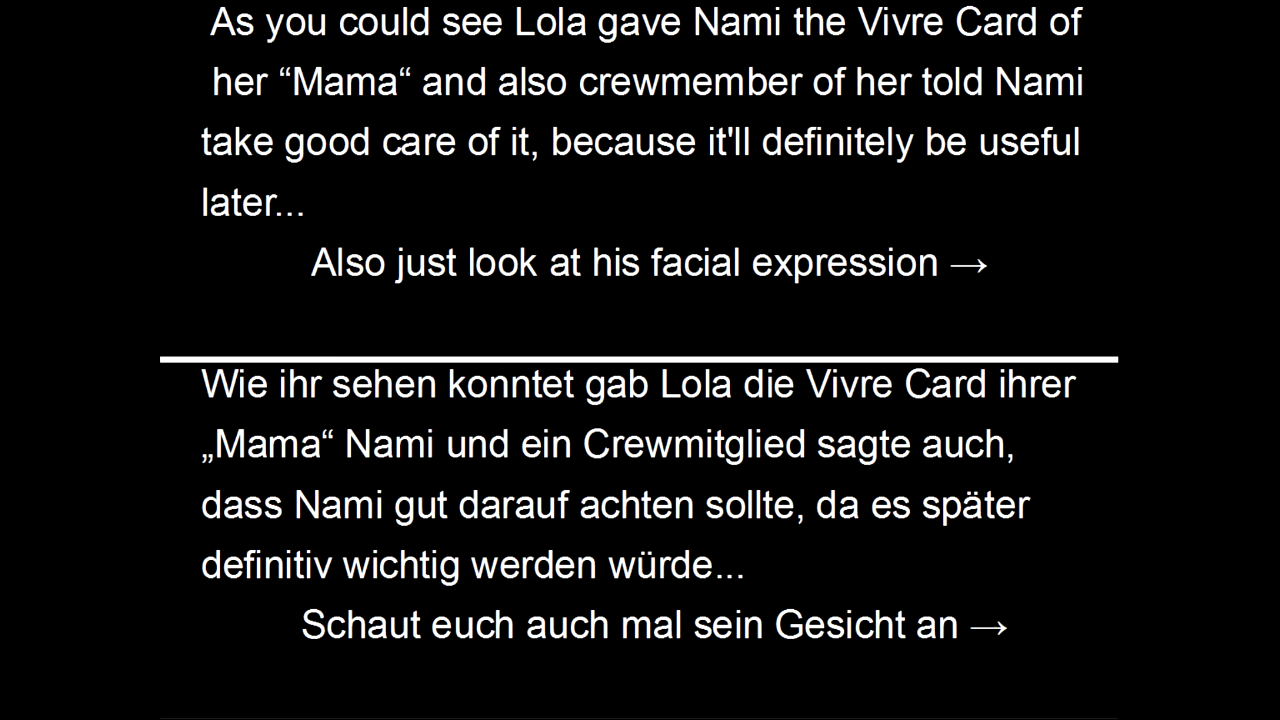 As you could see Lola gave Nami the Vivre Card of
her “Mama“ and also crewmember of her told Nami
take good care of it, because it'll definitely be useful
later...
Also just look at his facial expression →
Wie ihr sehen konntet gab Lola die Vivre Card ihrer
„Mama“ Nami und ein Crewmitglied sagte auch,
dass Nami gut darauf achten sollte, da es später
definitiv wichtig werden würde...
Schaut euch auch mal sein Gesicht an →